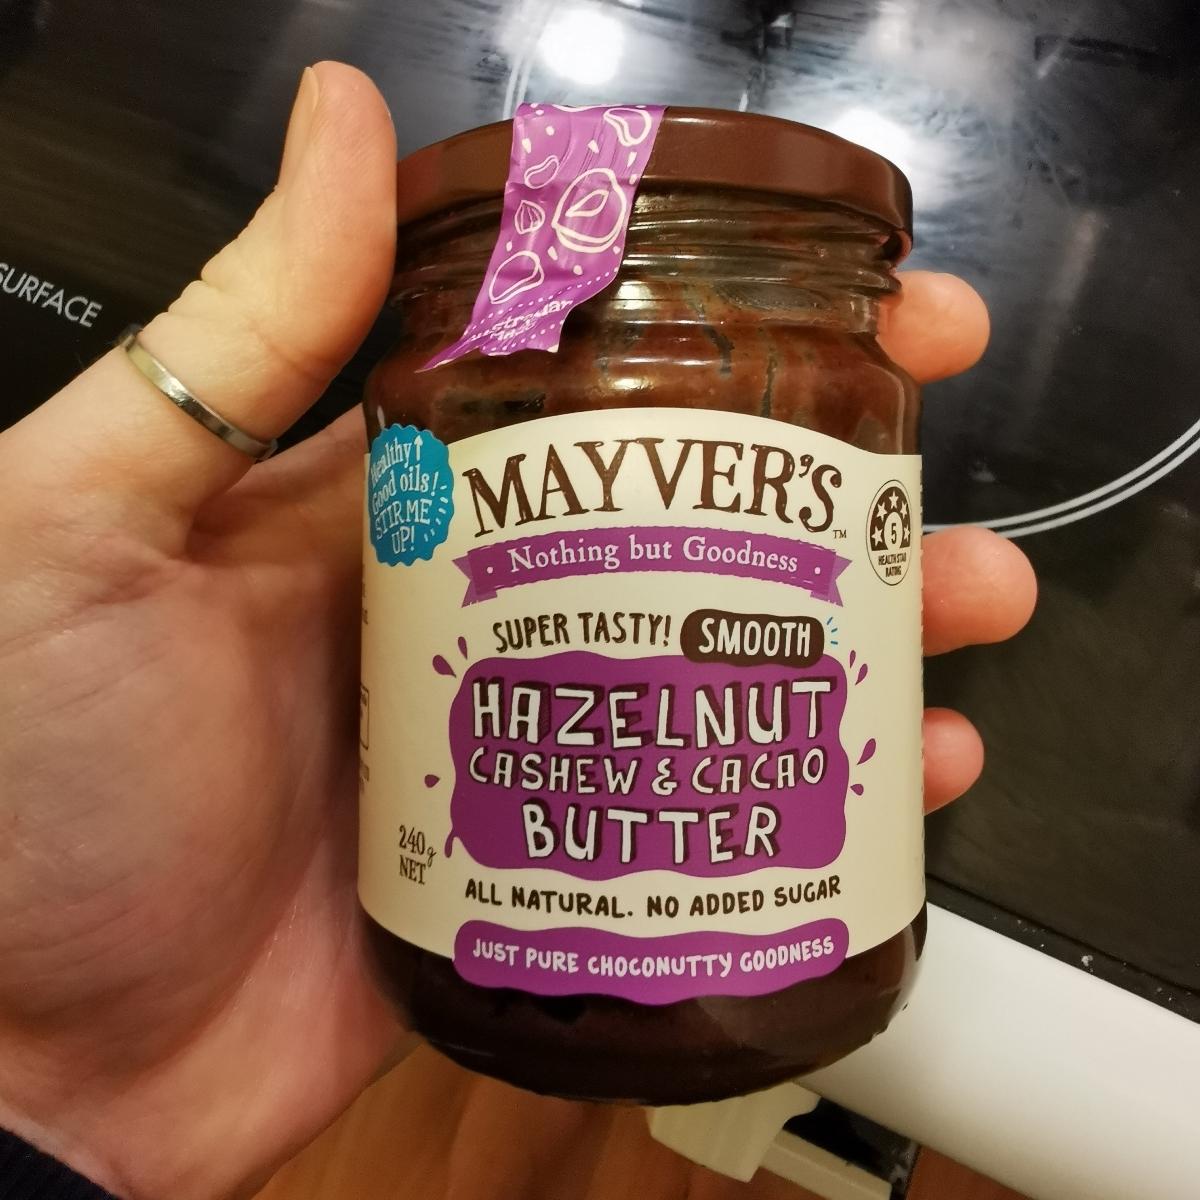 SURFACE
Healthy
Good oils!
STIR ME
UP!
MAYVER'S™
Nothing but Goodness
5
HEALTH STAR
RATING
SUPER TASTY! SMOOTH
HAZELNUT
CASHEW & CACAO
BUTTER
240g
NET
ALL NATURAL. NO ADDED SUGAR
JUST PURE CHOCONUTTY GOODNESS